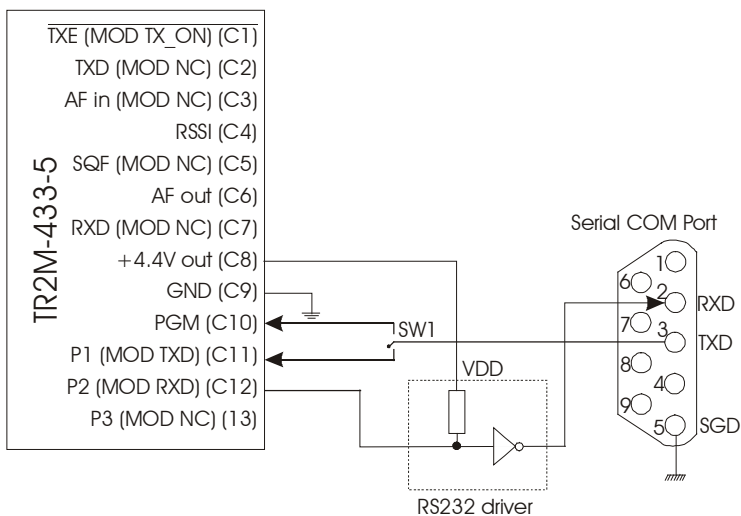 TXE (MOD TX_ON) (C1)
TXD (MOD NC) (C2)
AF in (MOD NC) (C3)
RSSI (C4)
SQF (MOD NC) (C5)
AF out (C6)
RXD (MOD NC) (C7)
+4.4V out (C8)
GND (C9)
PGM (C10)
P1 (MOD TXD) (C11)
P2 (MOD RXD) (C12)
P3 (MOD NC) (13)
TR2M-433-5
SW1
VDD
RS232 driver
Serial COM Port
1
6
2 RXD
7
3 TXD
8
4
9
5 SGD